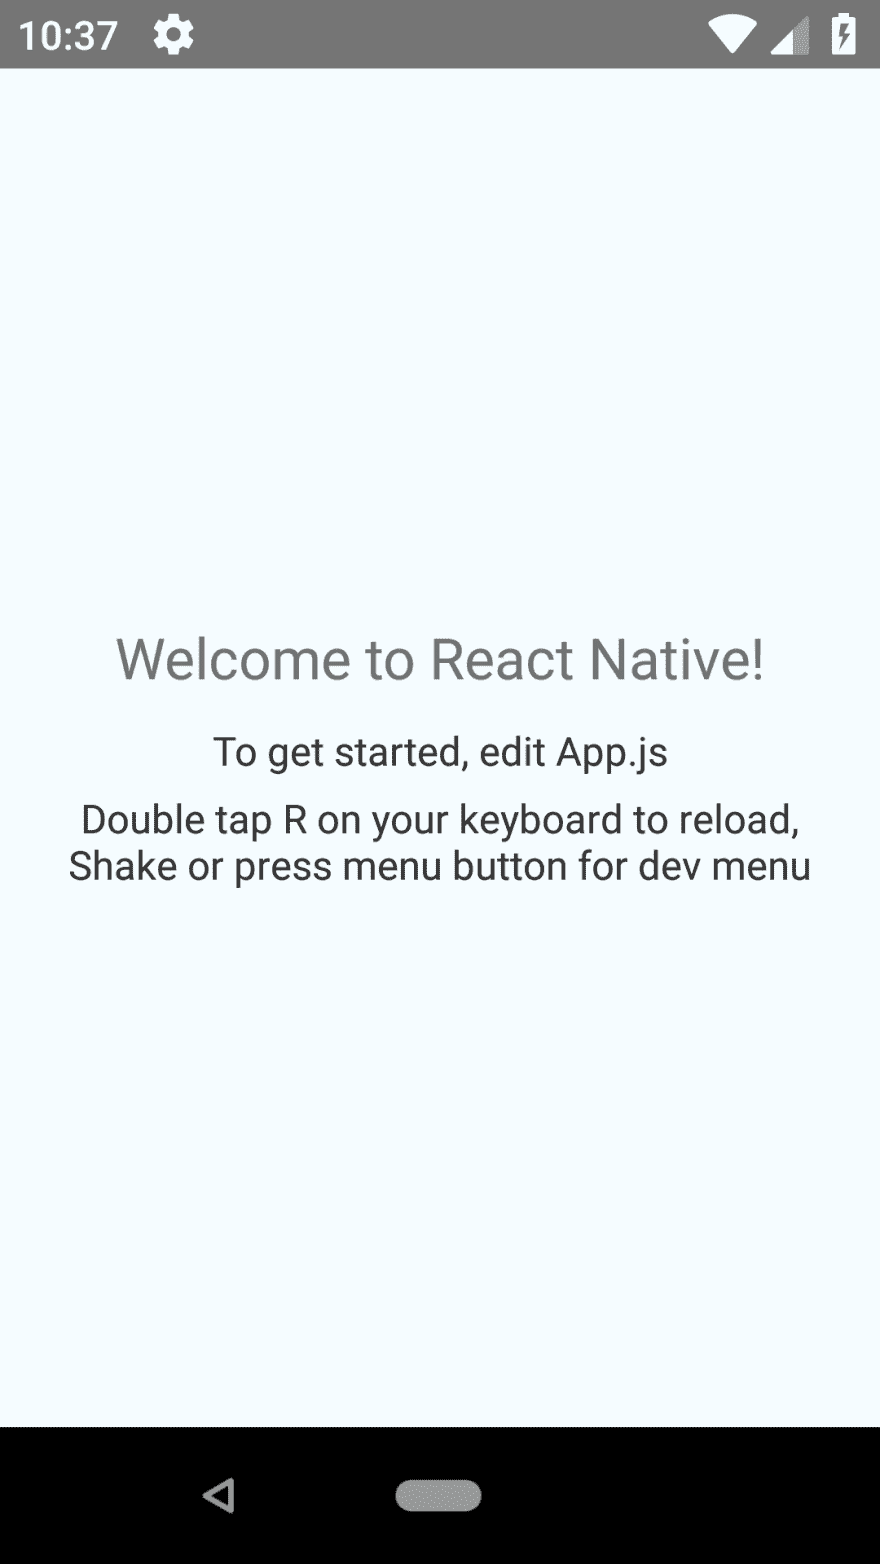 10:37
Welcome to React Native!
To get started, edit App.js
Double tap R on your keyboard to reload,
Shake or press menu button for dev menu